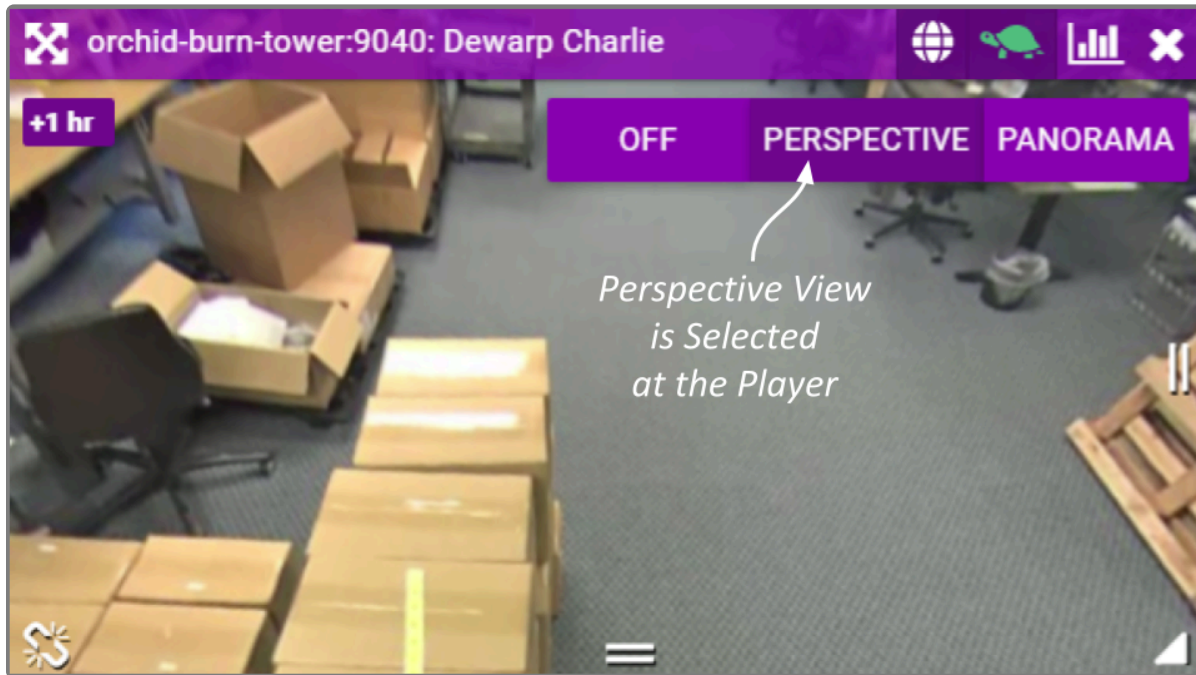 orchid-burn-tower:9040: Dewarp Charlie
+1 hr
OFF PERSPECTIVE PANORAMA
Perspective View
is Selected
at the Player